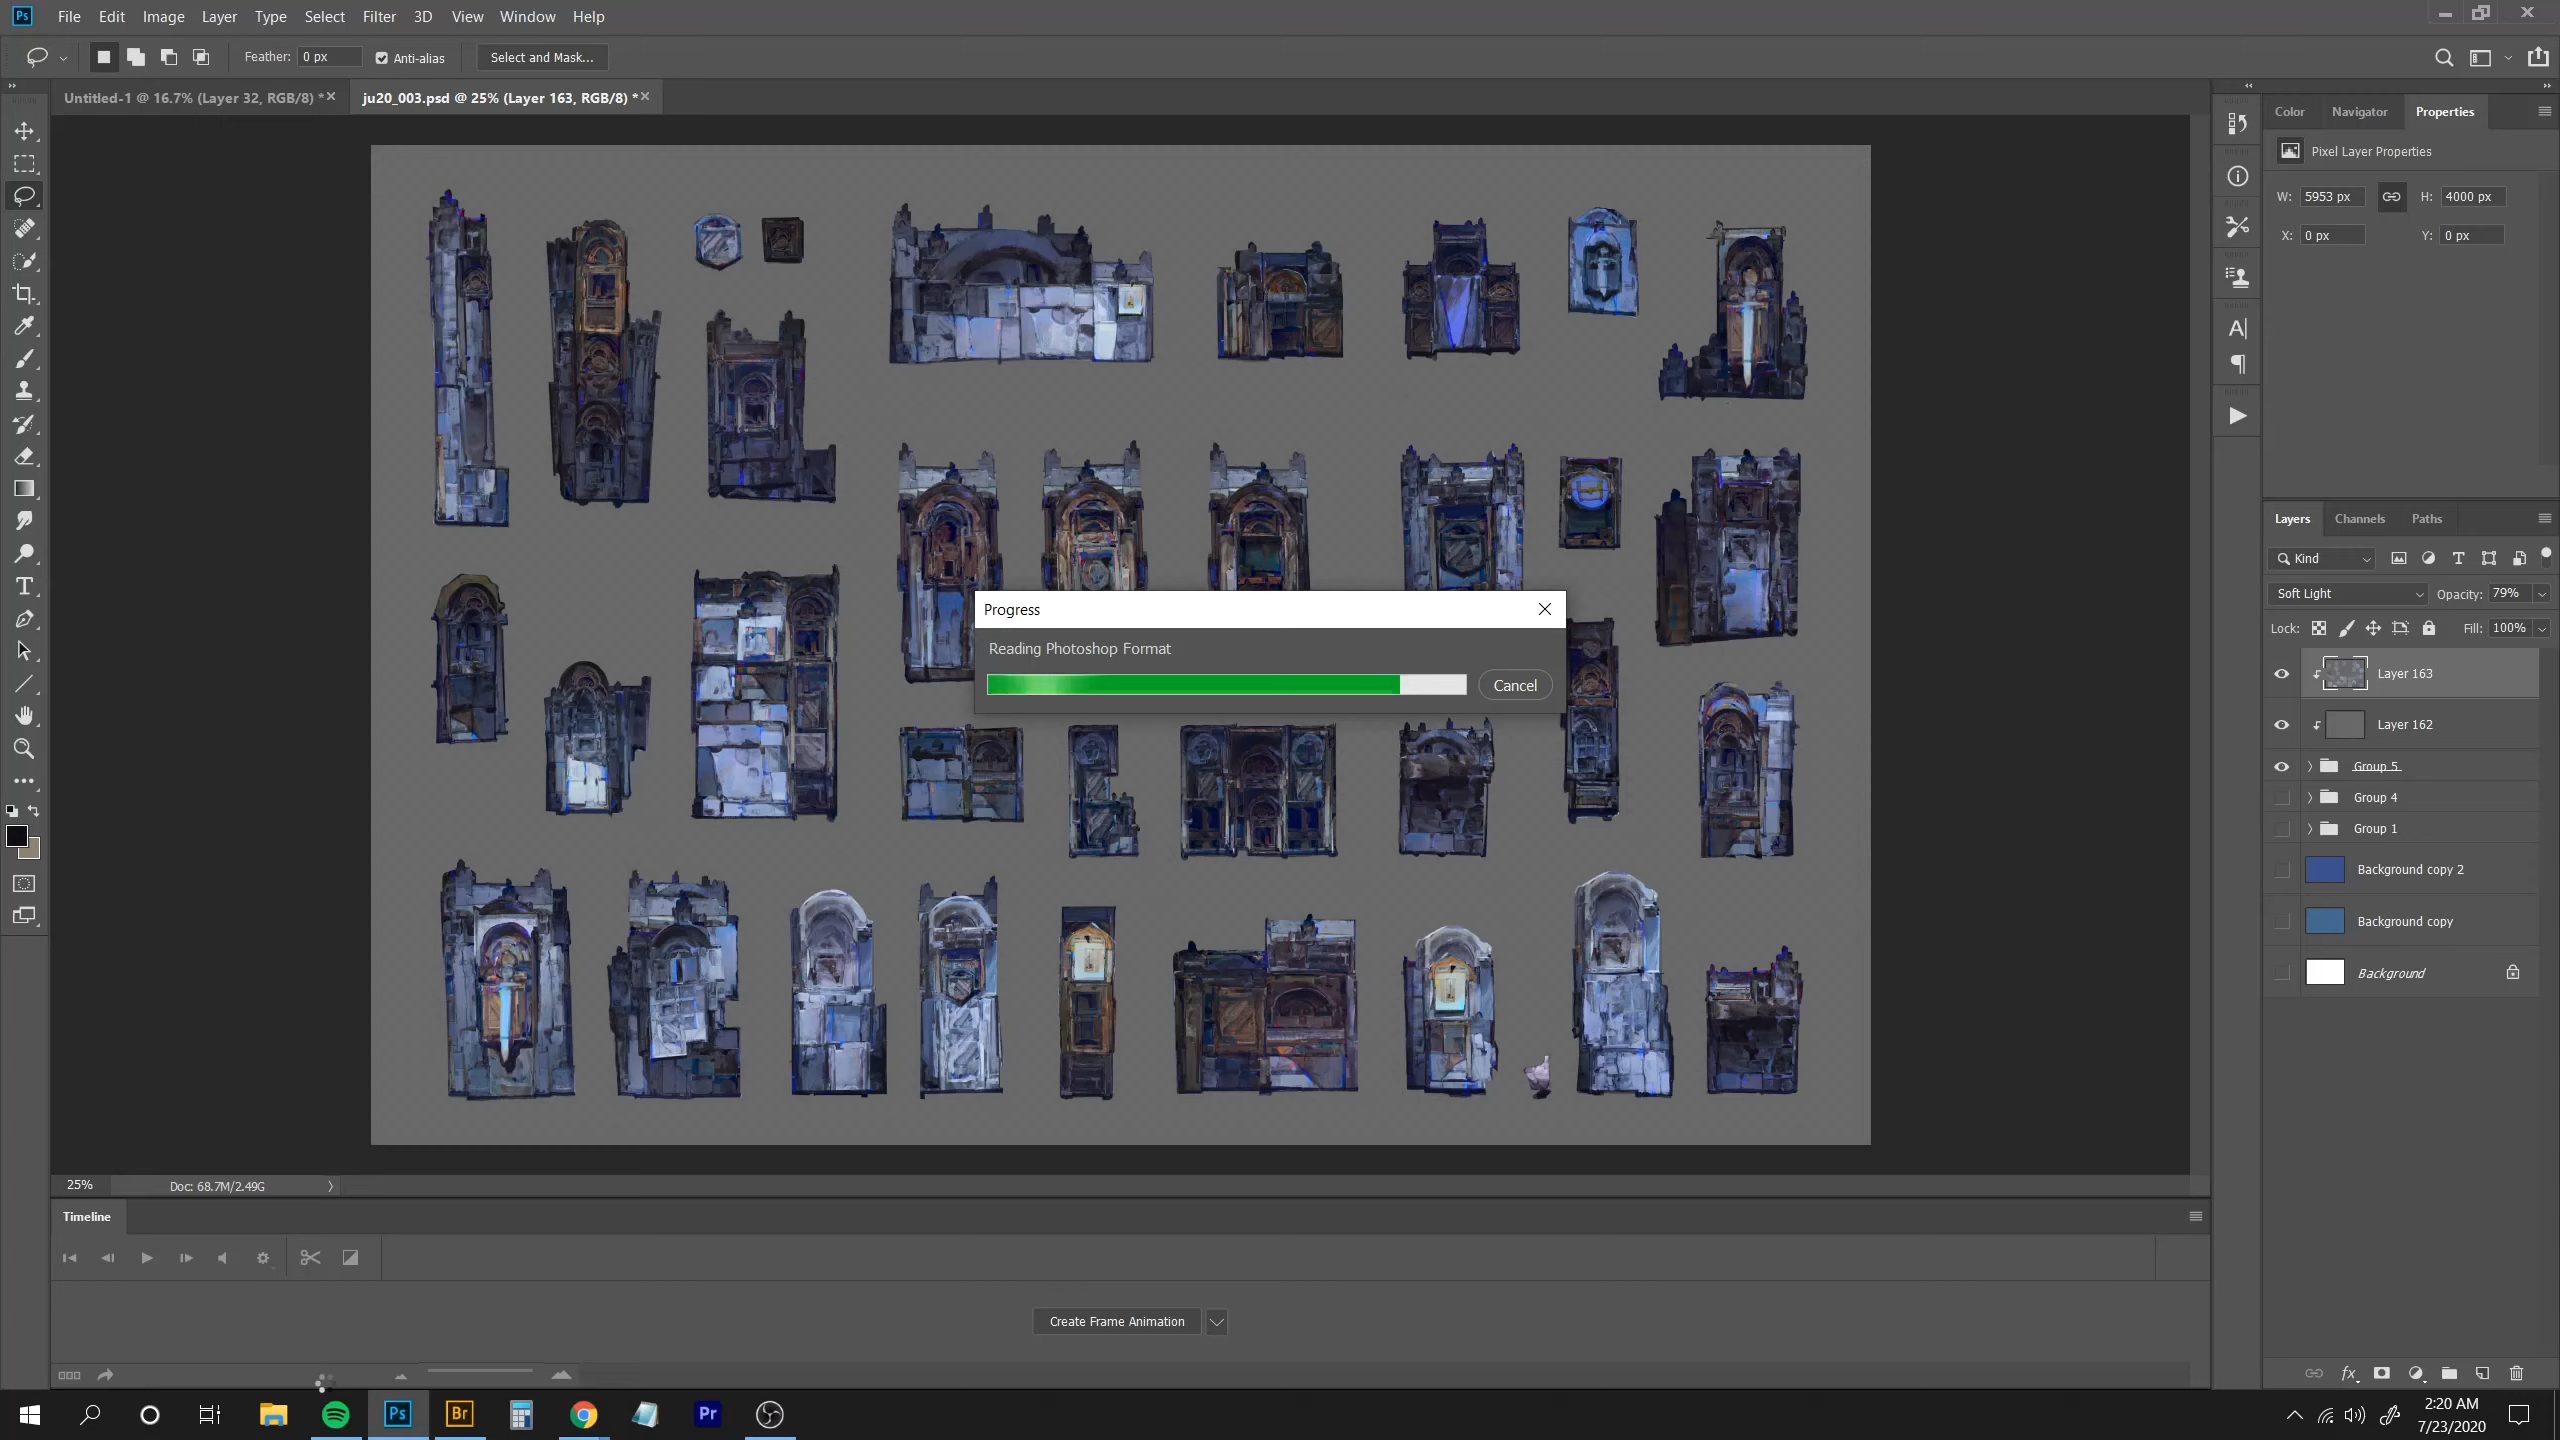 Ps File Edit Image Layer Type Select Filter 3D View Window Help
Feather: 0 px Anti-alias Select and Mask...
Untitled-1 @ 16.7% (Layer 32, RGB/8) * ju20_003.psd @ 25% (Layer 163, RGB/8) *
Color Navigator Properties
Pixel Layer Properties
W: 5953 px H: 4000 px
X: 0 px Y: 0 px
Layers Channels Paths
Kind
Soft Light Opacity: 79%
Lock: Fill: 100%
Layer 163
Layer 162
Group 5
Group 4
Group 1
Background copy 2
Background copy
Background
Progress
Reading Photoshop Format
Cancel
25% Doc: 68.7M/2.49G
Timeline
Create Frame Animation
Ps Br Pr
2:20 AM
7/23/2020